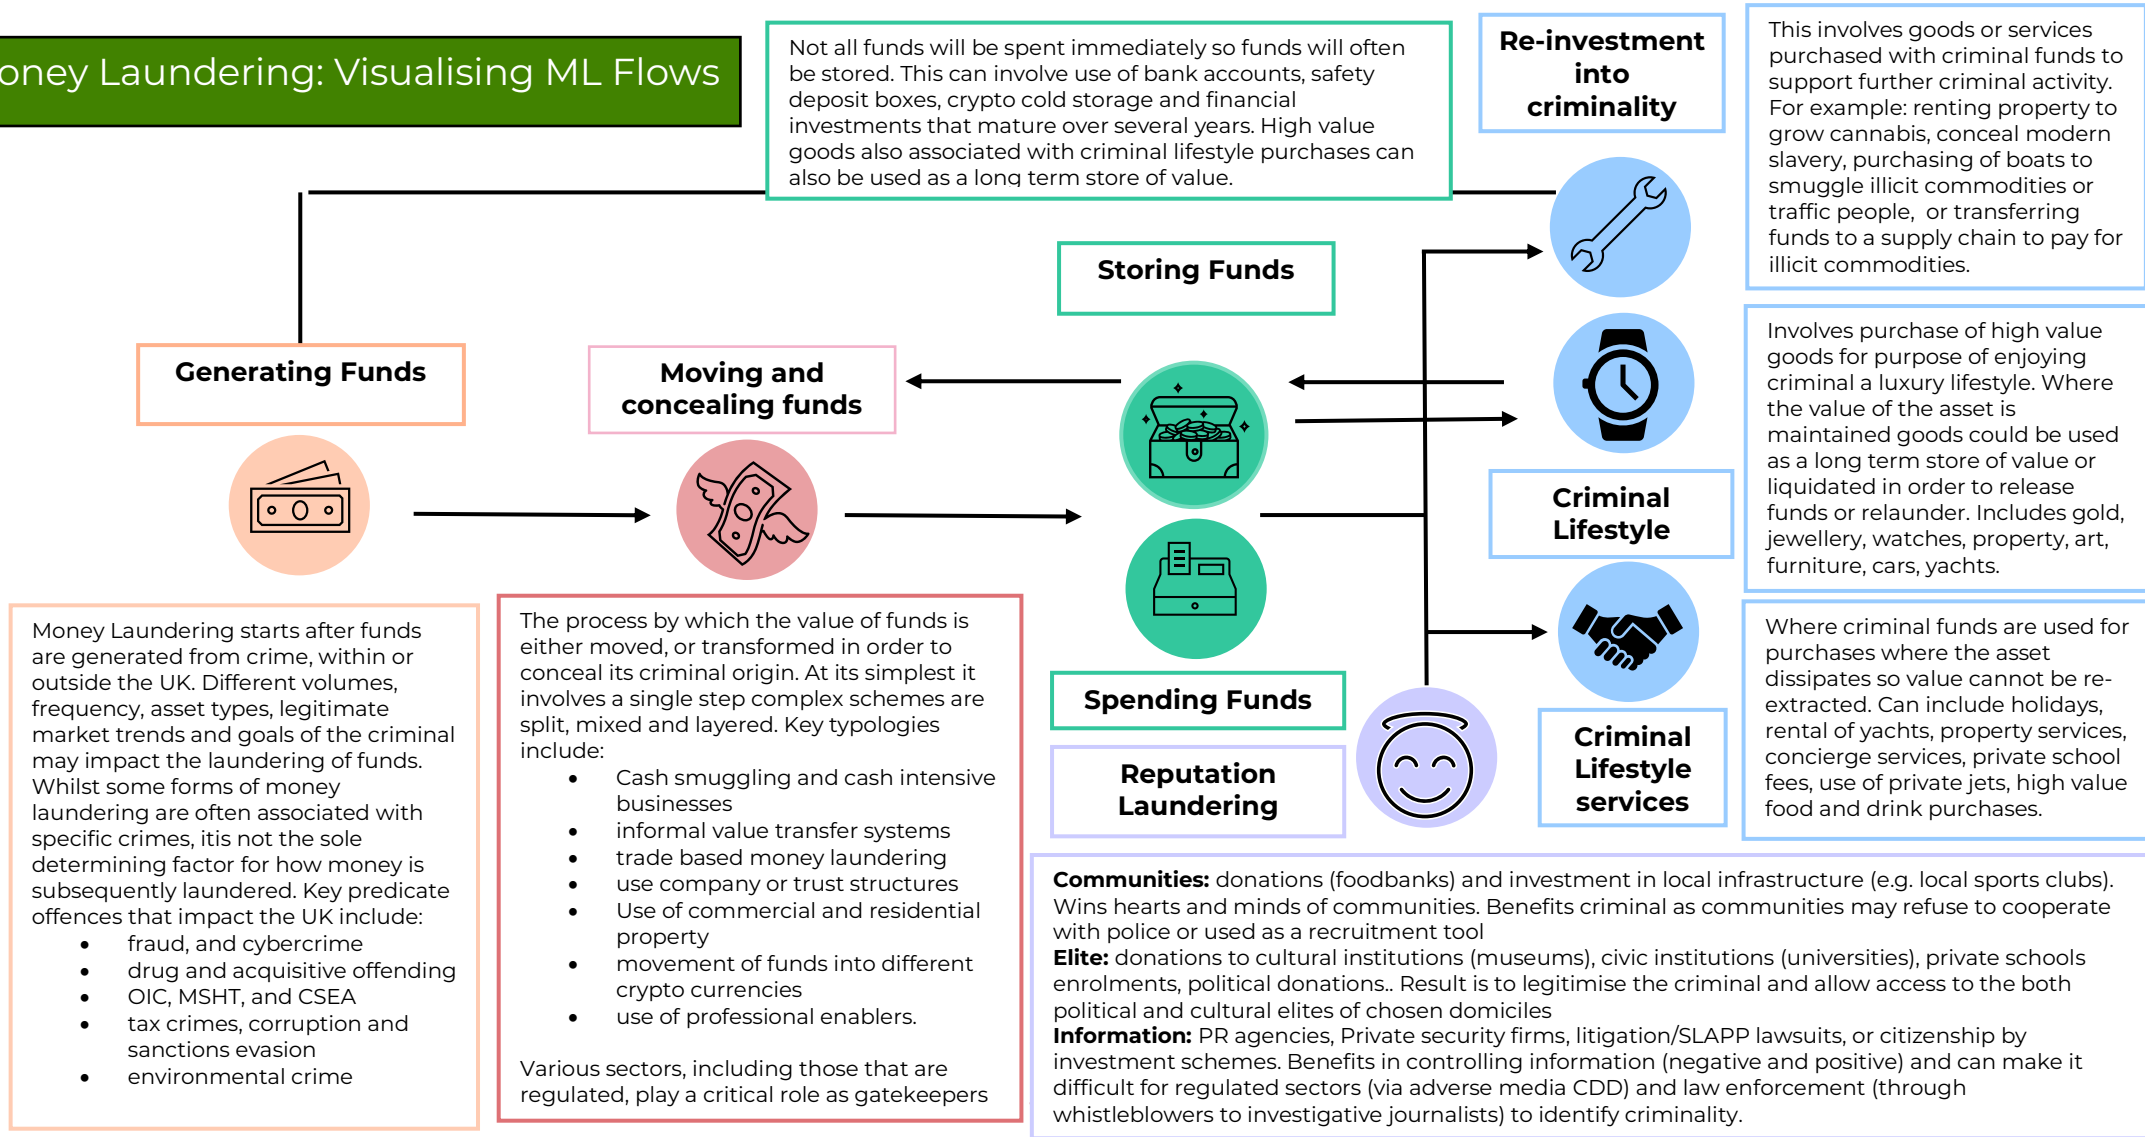 oney Laundering: Visualising ML Flows
Not all funds will be spent immediately so funds will often
be stored. This can involve use of bank accounts, safety
deposit boxes, crypto cold storage and financial
investments that mature over several years. High value
goods also associated with criminal lifestyle purchases can
also be used as a long term store of value.
Re-investment
into
criminality
This involves goods or services
purchased with criminal funds to
support further criminal activity.
For example: renting property to
grow cannabis, conceal modern
slavery, purchasing of boats to
smuggle illicit commodities or
traffic people, or transferring
funds to a supply chain to pay for
illicit commodities.
Storing Funds
Generating Funds
Moving and
concealing funds
Involves purchase of high value
goods for purpose of enjoying
criminal a luxury lifestyle. Where
the value of the asset is
maintained goods could be used
as a long term store of value or
liquidated in order to release
funds or relaunder. Includes gold,
jewellery, watches, property, art,
furniture, cars, yachts.
Criminal
Lifestyle
Money Laundering starts after funds
are generated from crime, within or
outside the UK. Different volumes,
frequency, asset types, legitimate
market trends and goals of the criminal
may impact the laundering of funds.
Whilst some forms of money
laundering are often associated with
specific crimes, itis not the sole
determining factor for how money is
subsequently laundered. Key predicate
offences that impact the UK include:
• fraud, and cybercrime
• drug and acquisitive offending
• OIC, MSHT, and CSEA
• tax crimes, corruption and
sanctions evasion
• environmental crime
The process by which the value of funds is
either moved, or transformed in order to
conceal its criminal origin. At its simplest it
involves a single step complex schemes are
split, mixed and layered. Key typologies
include:
• Cash smuggling and cash intensive
businesses
• informal value transfer systems
• trade based money laundering
• use company or trust structures
• Use of commercial and residential
property
• movement of funds into different
crypto currencies
• use of professional enablers.
Various sectors, including those that are
regulated, play a critical role as gatekeepers
Spending Funds
Reputation
Laundering
Criminal
Lifestyle
services
Where criminal funds are used for
purchases where the asset
dissipates so value cannot be re-
extracted. Can include holidays,
rental of yachts, property services,
concierge services, private school
fees, use of private jets, high value
food and drink purchases.
Communities: donations (foodbanks) and investment in local infrastructure (e.g. local sports clubs).
Wins hearts and minds of communities. Benefits criminal as communities may refuse to cooperate
with police or used as a recruitment tool
Elite: donations to cultural institutions (museums), civic institutions (universities), private schools
enrolments, political donations.. Result is to legitimise the criminal and allow access to the both
political and cultural elites of chosen domiciles
Information: PR agencies, Private security firms, litigation/SLAPP lawsuits, or citizenship by
investment schemes. Benefits in controlling information (negative and positive) and can make it
difficult for regulated sectors (via adverse media CDD) and law enforcement (through
whistleblowers to investigative journalists) to identify criminality.